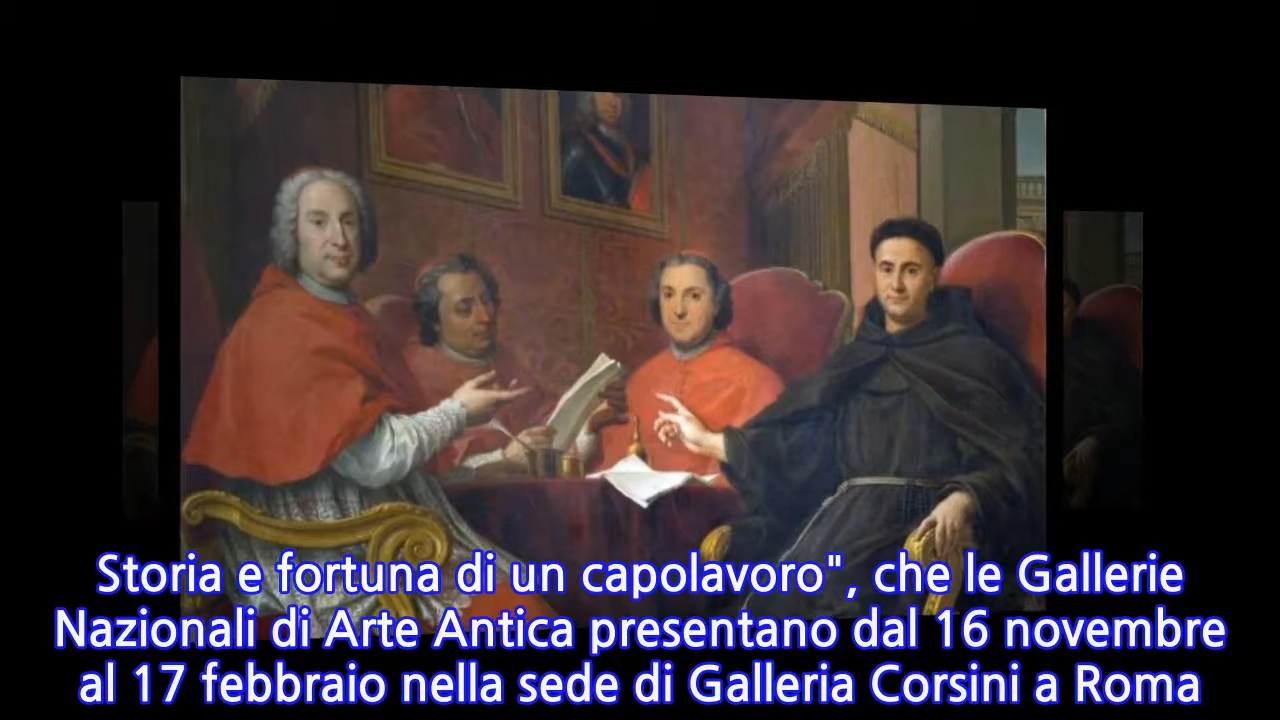 Storia e fortuna di un capolavoro", che le Gallerie
Nazionali di Arte Antica presentano dal 16 novembre
al 17 febbraio nella sede di Galleria Corsini a Roma